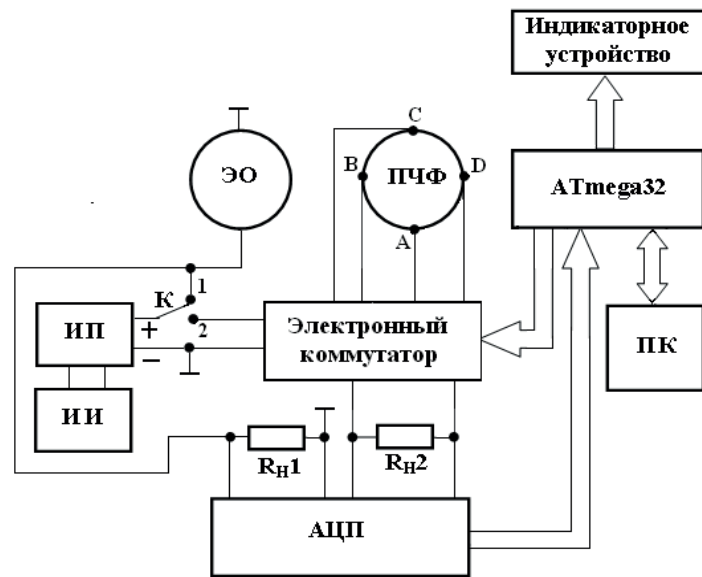 Индикаторное
устройство
C
ЭО
B
ПЧФ
D
ATmega32
A
1
К
ИП
+
2
−
Электронный
коммутатор
ПК
ИИ
RН1
RН2
АЦП